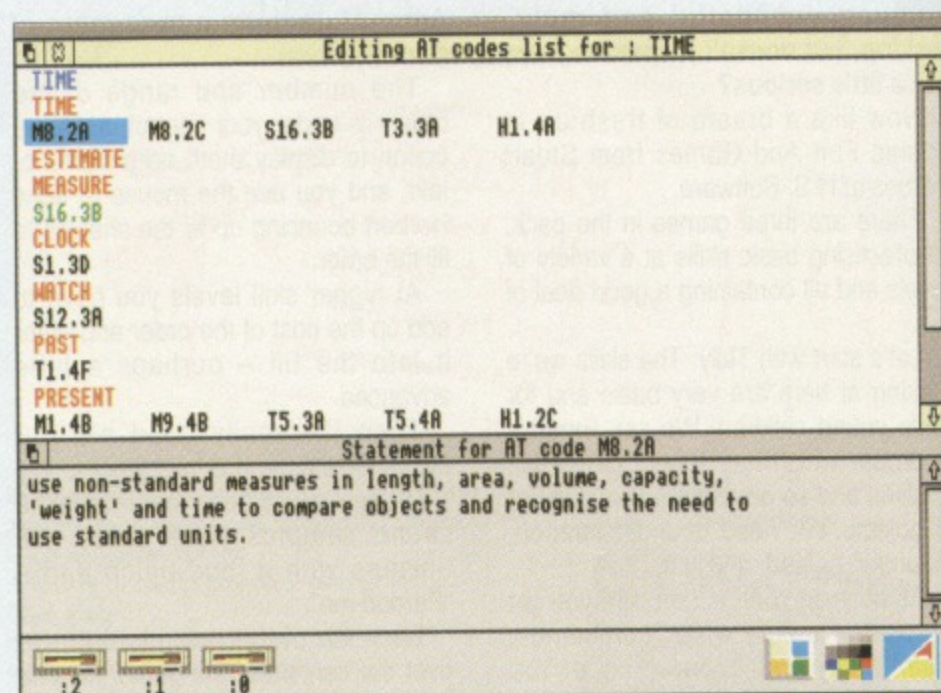 Editing AT codes list for : TIME
TIME
TIME
M8.2A M8.2C S16.3B T3.3A H1.4A
ESTIMATE
MEASURE
S16.3B
CLOCK
S1.3D
WATCH
S12.3A
PAST
T1.4F
PRESENT
M1.4B M9.4B T5.3A T5.4A H1.2C
Statement for AT code M8.2A
use non-standard measures in length, area, volume, capacity,
'weight' and time to compare objects and recognise the need to
use standard units.
:2 :1 :0